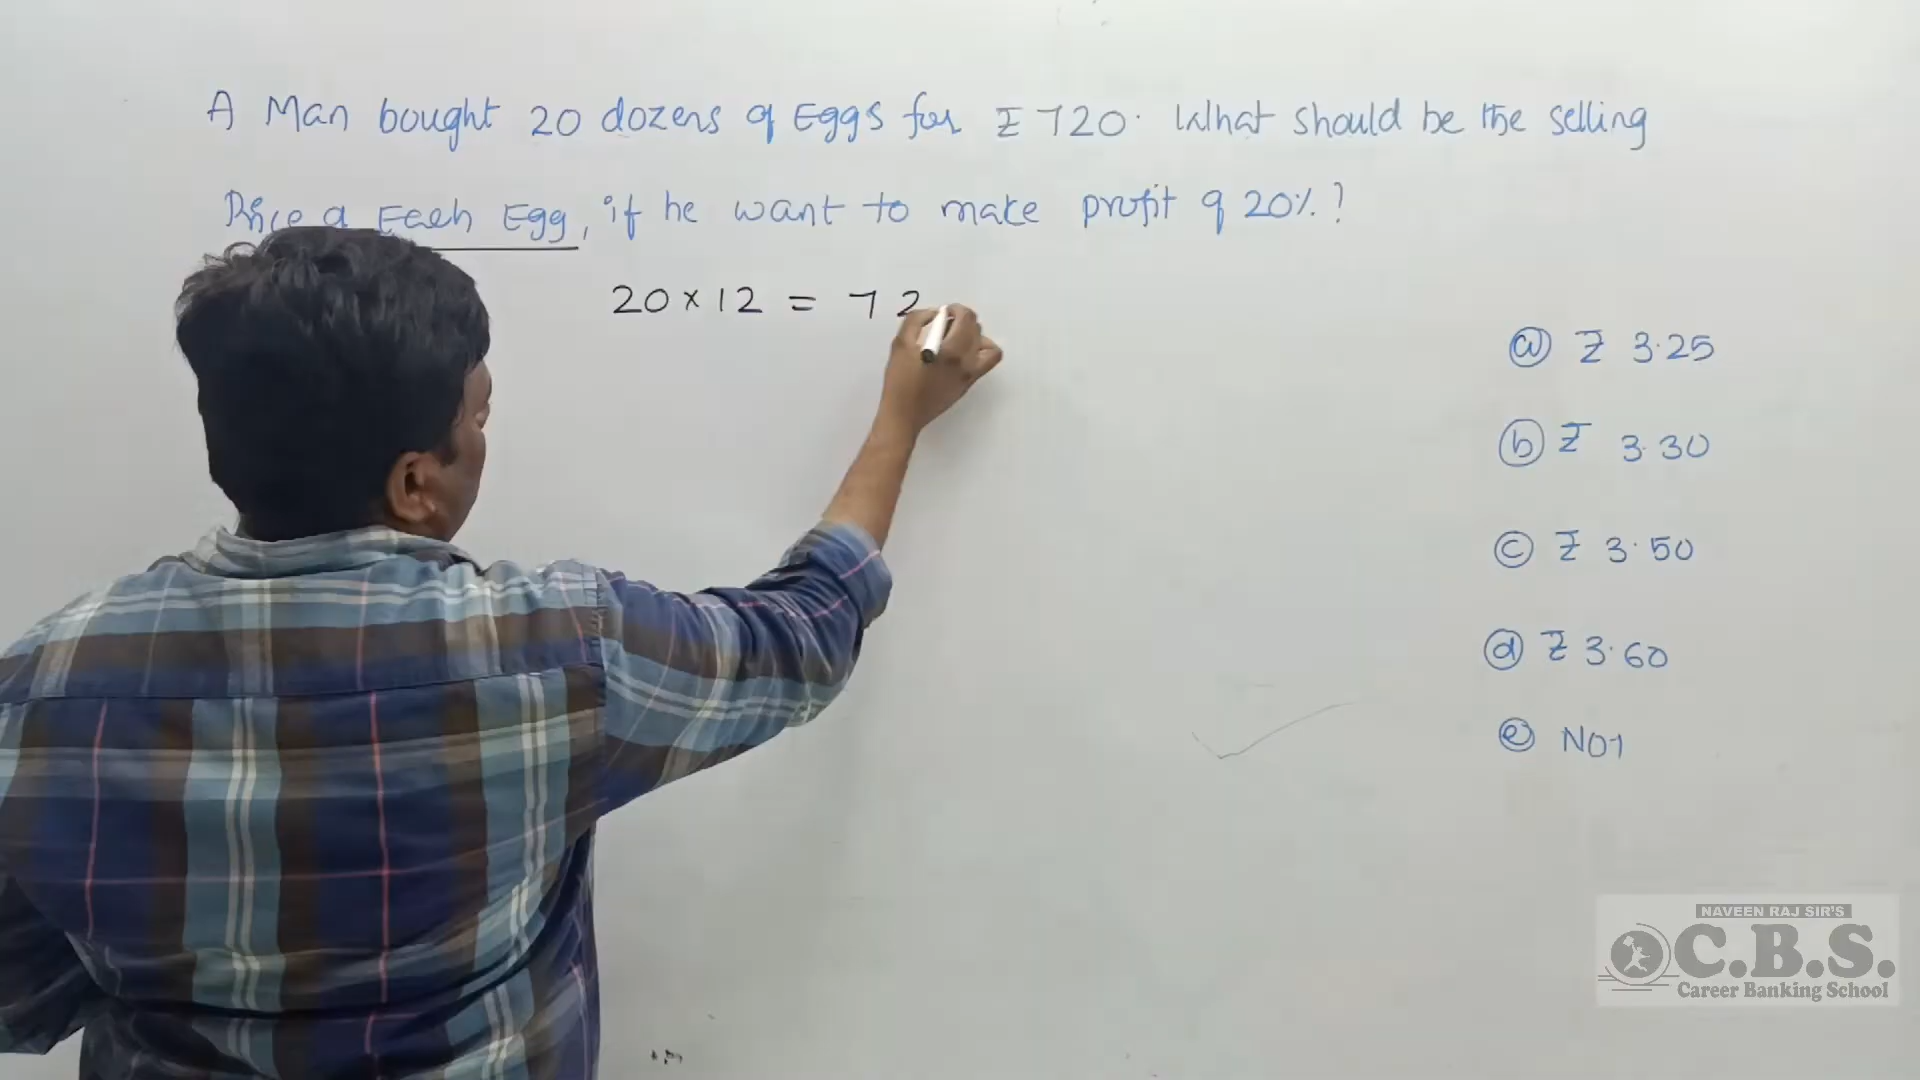 A Man bought 20 dozens of Eggs for ₹720. What should be the selling
Price of Each Egg, if he want to make profit of 20%?
20 × 12 = 72
ⓐ ₹ 3.25
ⓑ ₹ 3.30
ⓒ ₹ 3.50
ⓓ ₹ 3.60
ⓔ NOT
NAVEEN RAJ SIR'S
C.B.S.
Career Banking School